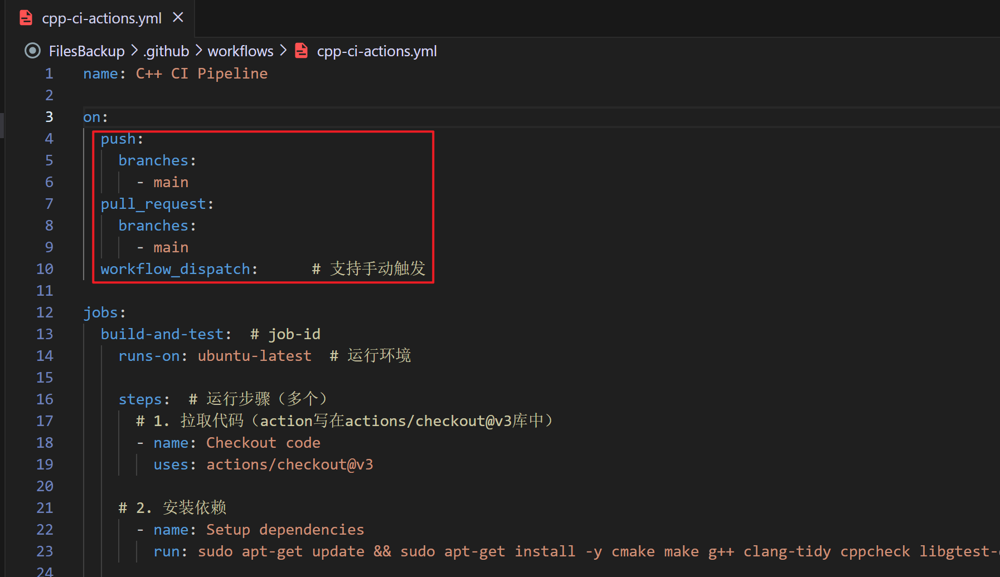 cpp-ci-actions.yml
FilesBackup > .github > workflows > cpp-ci-actions.yml
1 name: C++ CI Pipeline
2
3 on:
4 push:
5 branches:
6 - main
7 pull_request:
8 branches:
9 - main
10 workflow_dispatch: # 支持手动触发
11
12 jobs:
13 build-and-test: # job-id
14 runs-on: ubuntu-latest # 运行环境
15
16 steps: # 运行步骤（多个）
17 # 1. 拉取代码（action写在actions/checkout@v3库中）
18 - name: Checkout code
19 uses: actions/checkout@v3
20
21 # 2. 安装依赖
22 - name: Setup dependencies
23 run: sudo apt-get update && sudo apt-get install -y cmake make g++ clang-tidy cppcheck libgtest-
24